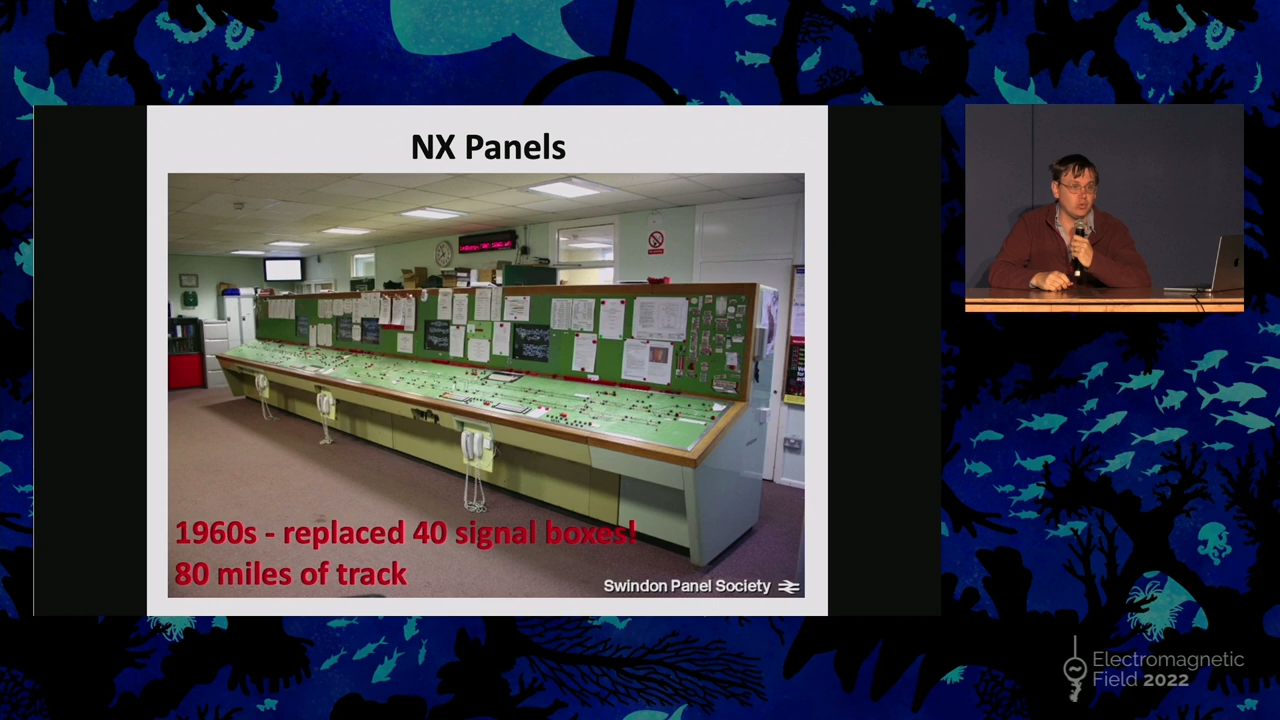 NX Panels
1960s - replaced 40 signal boxes!
80 miles of track
Swindon Panel Society
Electromagnetic
Field 2022